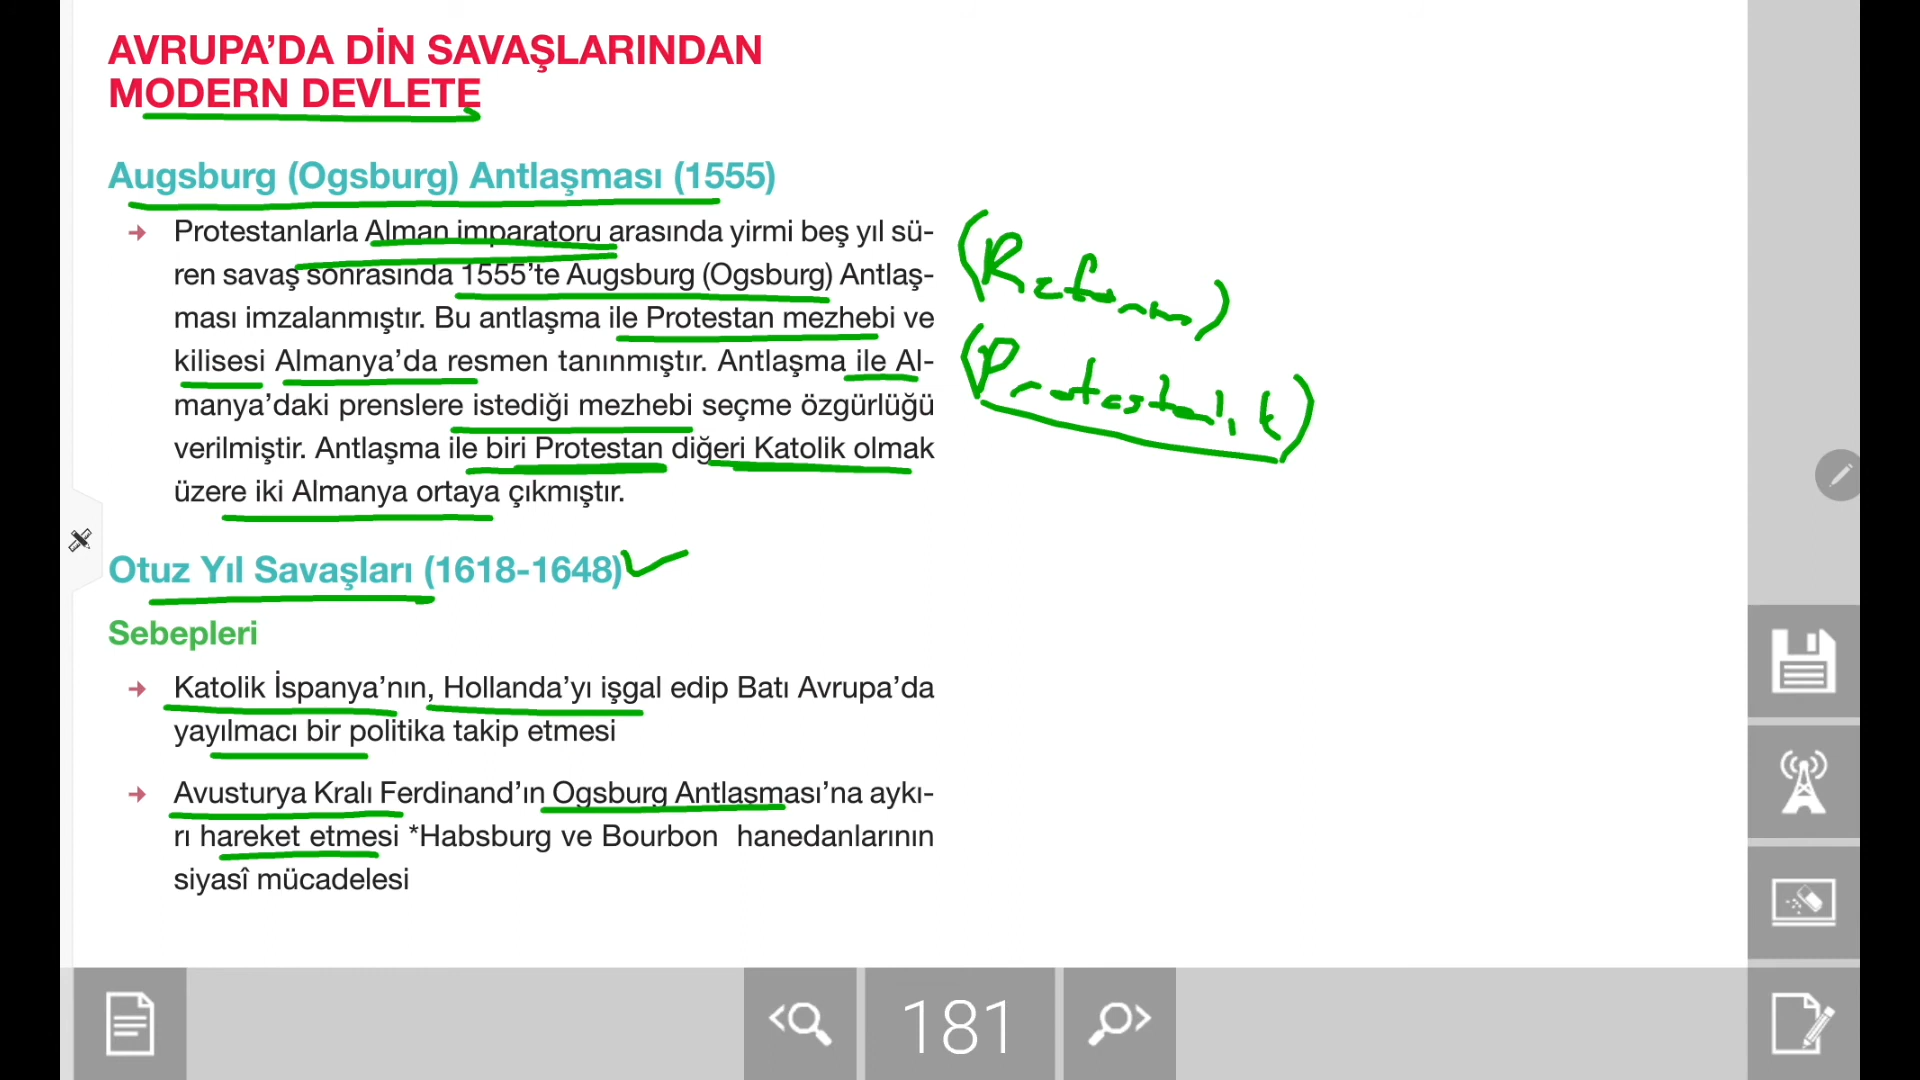 AVRUPA’DA DİN SAVAŞLARINDAN
MODERN DEVLETE
Augsburg (Ogsburg) Antlaşması (1555)
Protestanlarla Alman imparatoru arasında yirmi beş yıl sü-
ren savaş sonrasında 1555’te Augsburg (Ogsburg) Antlaş-
ması imzalanmıştır. Bu antlaşma ile Protestan mezhebi ve
kilisesi Almanya’da resmen tanınmıştır. Antlaşma ile Al-
manya’daki prenslere istediği mezhebi seçme özgürlüğü
verilmiştir. Antlaşma ile biri Protestan diğeri Katolik olmak
üzere iki Almanya ortaya çıkmıştır.
(Reform)
(Protestanlık)
Otuz Yıl Savaşları (1618-1648)
Sebepleri
Katolik İspanya’nın, Hollanda’yı işgal edip Batı Avrupa’da
yayılmacı bir politika takip etmesi
Avusturya Kralı Ferdinand’ın Ogsburg Antlaşması’na aykı-
rı hareket etmesi *Habsburg ve Bourbon hanedanlarının
siyasî mücadelesi
181